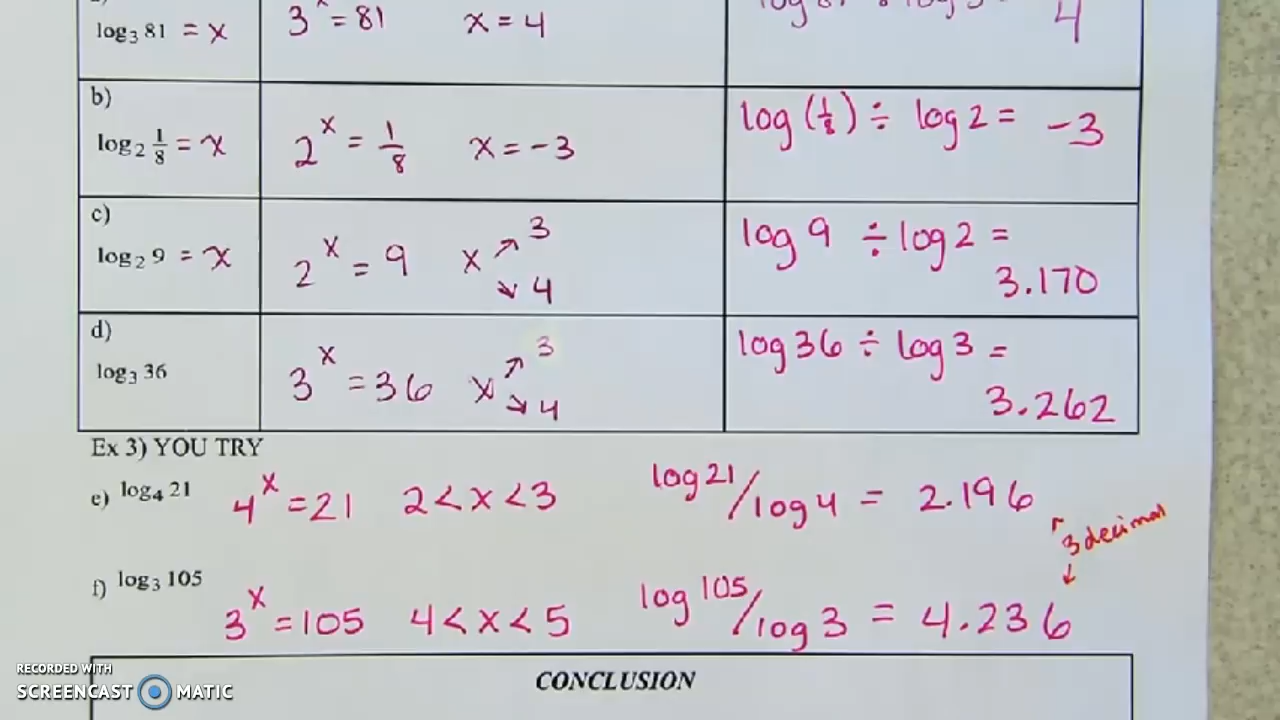 log₃ 81 = x 3ˣ = 81 x = 4 4
b)
log₂ 1/8 = x 2ˣ = 1/8 x = -3 log (1/8) ÷ log 2 = -3
c)
log₂ 9 = x 2ˣ = 9 x ↗ 3 ↘ 4 log 9 ÷ log 2 =
3.170
d)
log₃ 36 3ˣ = 36 x ↗ 3 ↘ 4 log 36 ÷ log 3 =
3.262
Ex 3) YOU TRY
e) log₄ 21 4ˣ = 21 2 < x < 3 log 21 / log 4 = 2.196
3 decimal
f) log₃ 105 3ˣ = 105 4 < x < 5 log 105 / log 3 = 4.236
CONCLUSION
RECORDED WITH
SCREENCAST MATIC